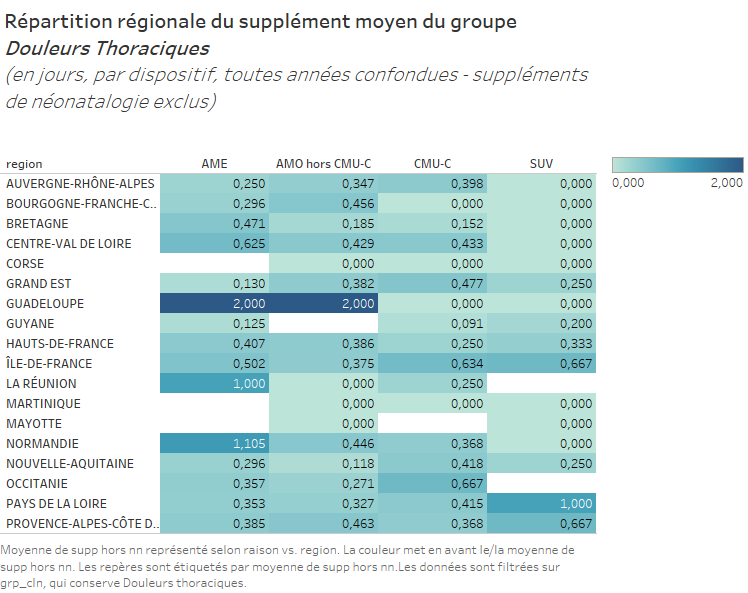 Répartition régionale du supplément moyen du groupe
Douleurs Thoraciques
(en jours, par dispositif, toutes années confondues - suppléments
de néonatalogie exclus)
region AME AMO hors CMU-C CMU-C SUV
0,000 2,000
AUVERGNE-RHÔNE-ALPES 0,250 0,347 0,398 0,000
BOURGOGNE-FRANCHE-C.. 0,296 0,456 0,000 0,000
BRETAGNE 0,471 0,185 0,152 0,000
CENTRE-VAL DE LOIRE 0,625 0,429 0,433 0,000
CORSE 0,000 0,000 0,000
GRAND EST 0,130 0,382 0,477 0,250
GUADELOUPE 2,000 2,000 0,000 0,000
GUYANE 0,125 0,091 0,200
HAUTS-DE-FRANCE 0,407 0,386 0,250 0,333
ÎLE-DE-FRANCE 0,502 0,375 0,634 0,667
LA RÉUNION 1,000 0,000 0,250
MARTINIQUE 0,000 0,000 0,000
MAYOTTE 0,000 0,000
NORMANDIE 1,105 0,446 0,368 0,000
NOUVELLE-AQUITAINE 0,296 0,118 0,418 0,250
OCCITANIE 0,357 0,271 0,667
PAYS DE LA LOIRE 0,353 0,327 0,415 1,000
PROVENCE-ALPES-CÔTE D.. 0,385 0,463 0,368 0,667
Moyenne de supp hors nn représenté selon raison vs. region. La couleur met en avant le/la moyenne de
supp hors nn. Les repères sont étiquetés par moyenne de supp hors nn.Les données sont filtrées sur
grp_cln, qui conserve Douleurs thoraciques.